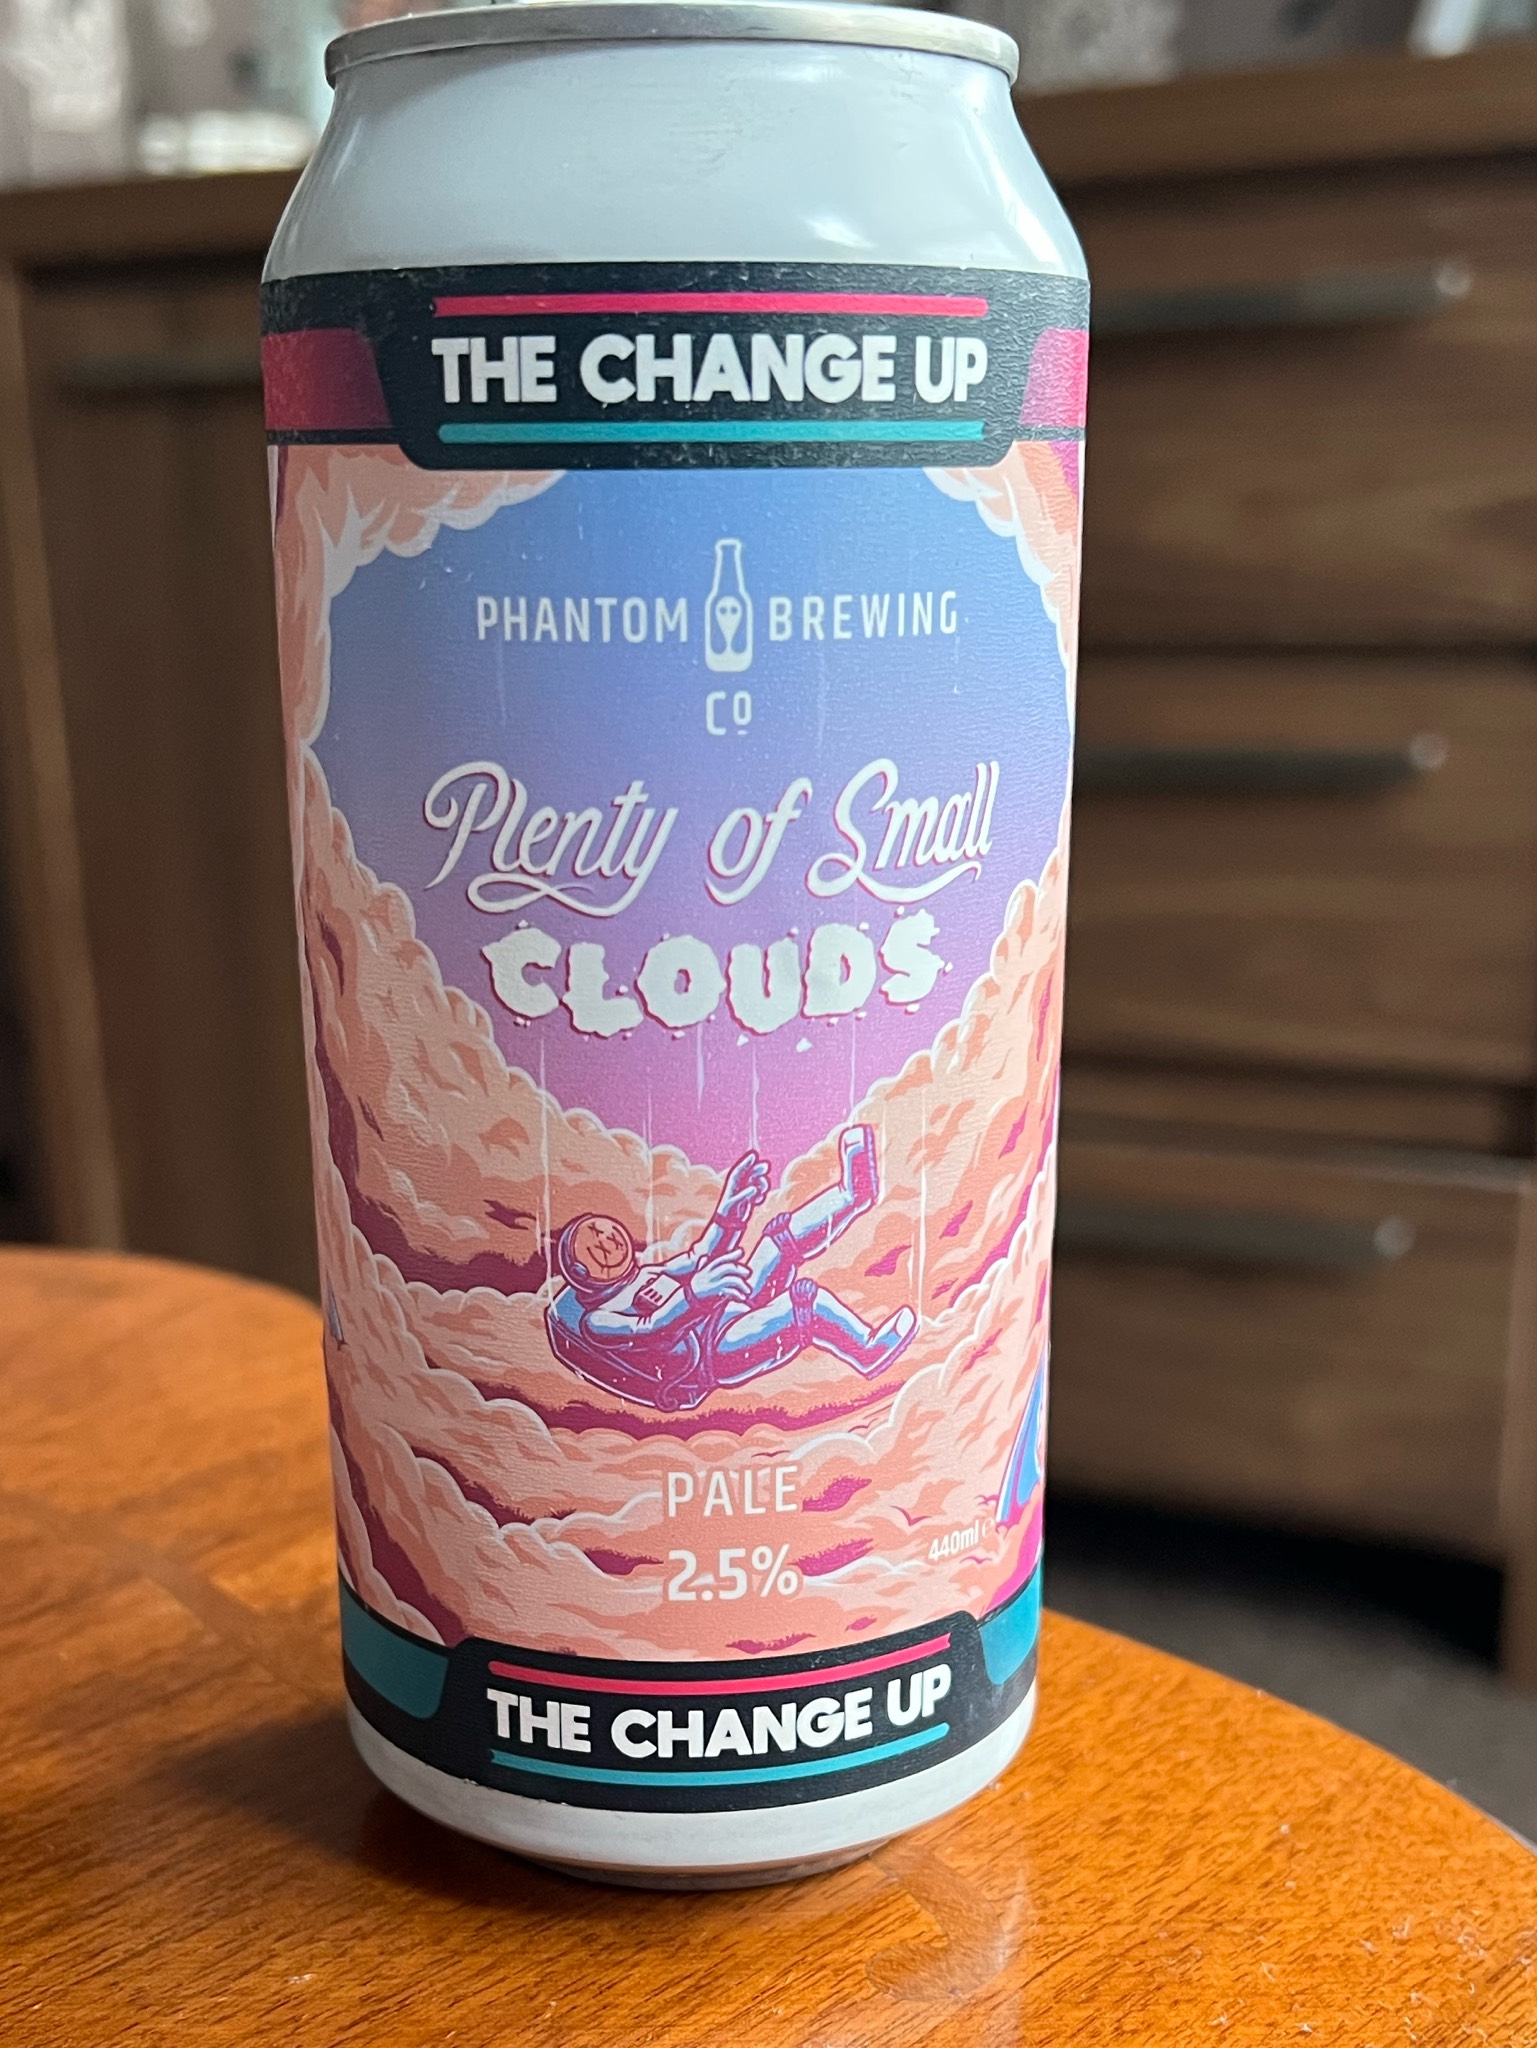 THE CHANGE UP
PHANTOM BREWING
Co
Plenty of Small
CLOUDS
PALE
2.5%
440ml e
THE CHANGE UP